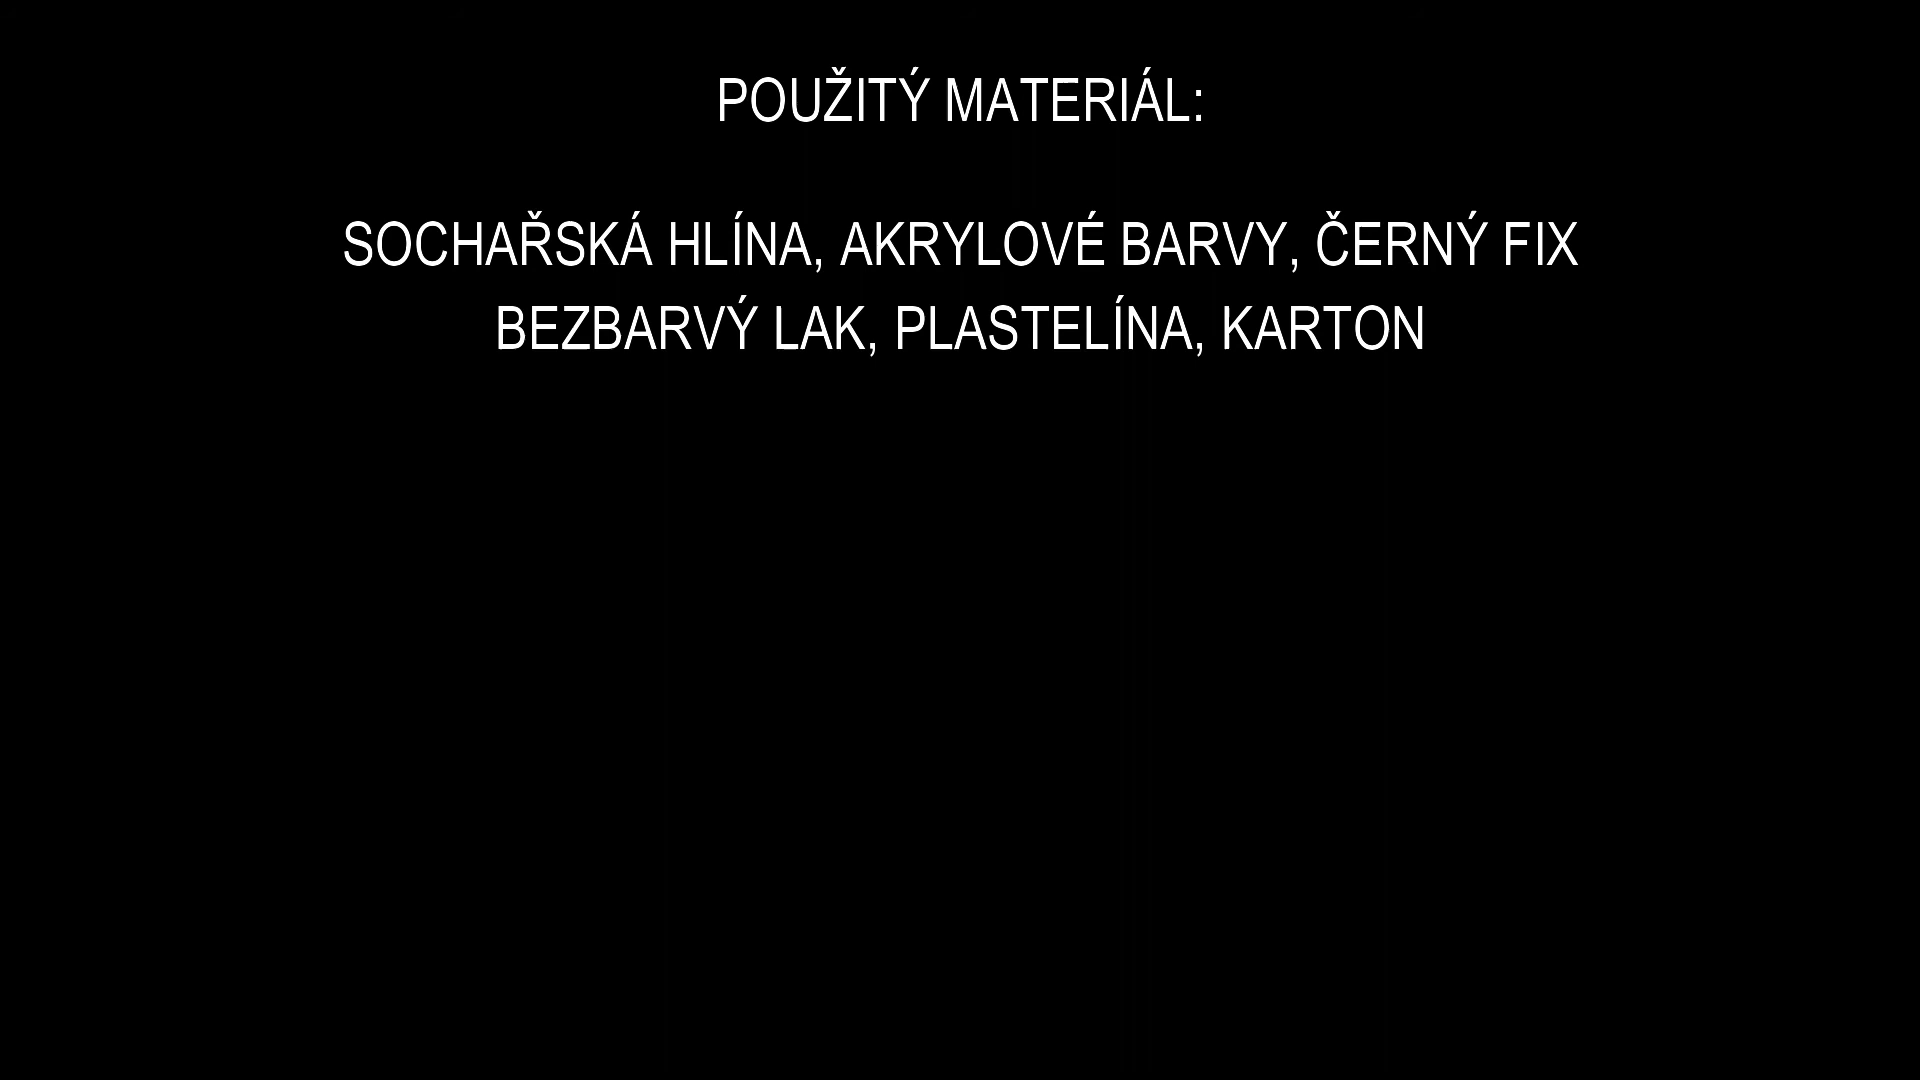 POUŽITÝ MATERIÁL:
SOCHAŘSKÁ HLÍNA, AKRYLOVÉ BARVY, ČERNÝ FIX
BEZBARVÝ LAK, PLASTELÍNA, KARTON